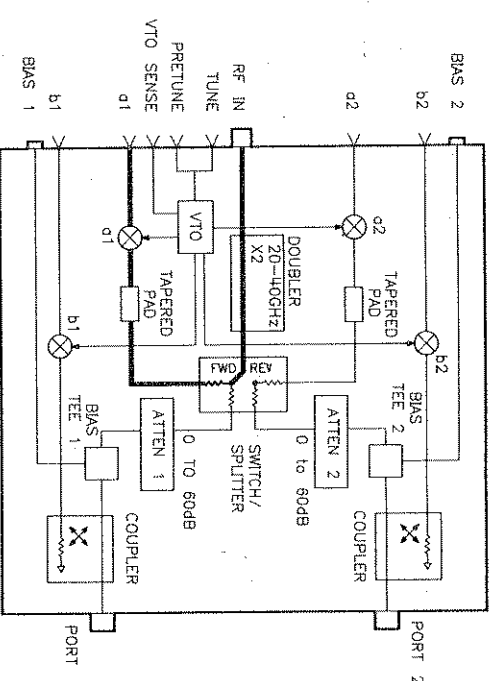 BIAS 2
b2
a2
RF IN
TUNE
PRETUNE
VTO SENSE
a1
b1
BIAS 1
a2
VTO
a1
b1
b2
DOUBLER
20-40GHz
X2
TAPERED
PAD
TAPERED
PAD
FWD REV
SWITCH/
SPLITTER
BIAS
TEE 2
ATTEN 2
0 to 60dB
BIAS
TEE 1
ATTEN 1
0 TO 60dB
COUPLER
COUPLER
PORT 2
PORT